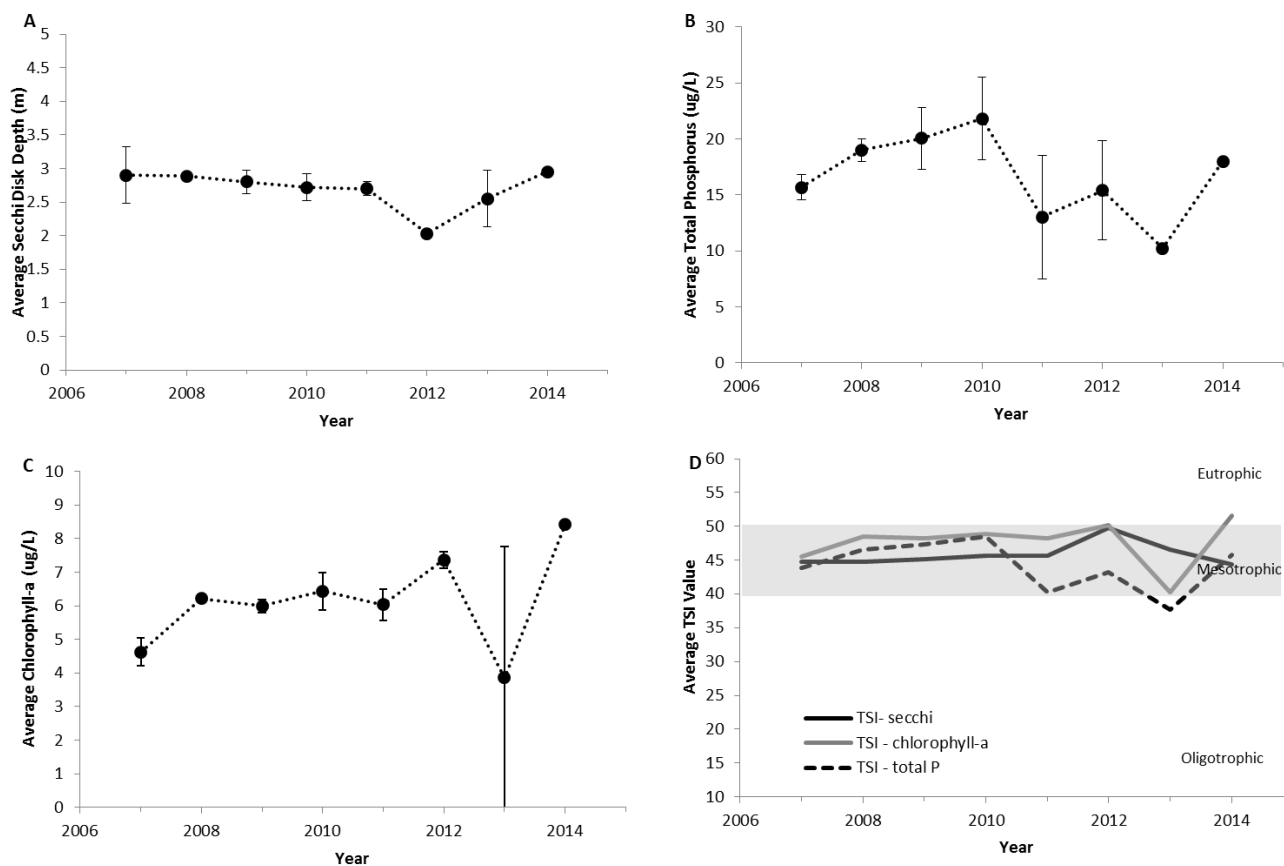 A
5
4.5
4
3.5
3
2.5
2
1.5
1
0.5
0
Average Secchi Disk Depth (m)
2006 2008 2010 2012 2014
Year
B
30
25
20
15
10
5
0
Average Total Phosphorus (ug/L)
2006 2008 2010 2012 2014
Year
C
10
9
8
7
6
5
4
3
2
1
0
Average Chlorophyll-a (ug/L)
2006 2008 2010 2012 2014
Year
D
60
55
50
45
40
35
30
25
20
15
10
Average TSI Value
Eutrophic
Mesotrophic
Oligotrophic
TSI- secchi
TSI - chlorophyll-a
TSI - total P
2006 2008 2010 2012 2014
Year